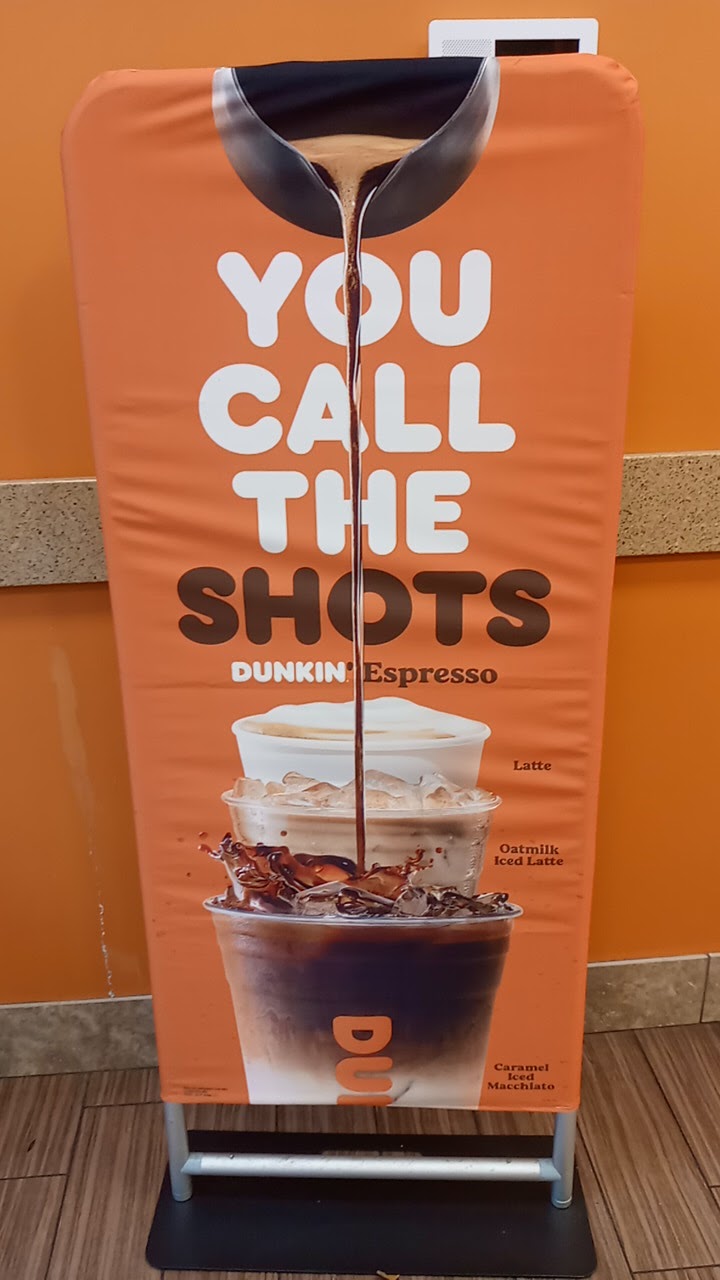 YOU
CALL
THE
SHOTS
DUNKIN' Espresso
Latte
Oatmilk
Iced Latte
Caramel
Iced
Macchiato
DU